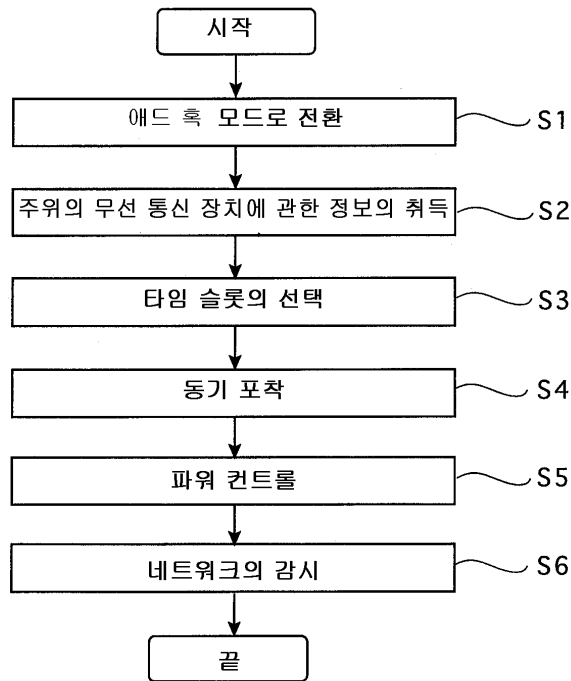 시작
애드 혹 모드로 전환
S1
주위의 무선 통신 장치에 관한 정보의 취득
S2
타임 슬롯의 선택
S3
동기 포착
S4
파워 컨트롤
S5
네트워크의 감시
S6
끝